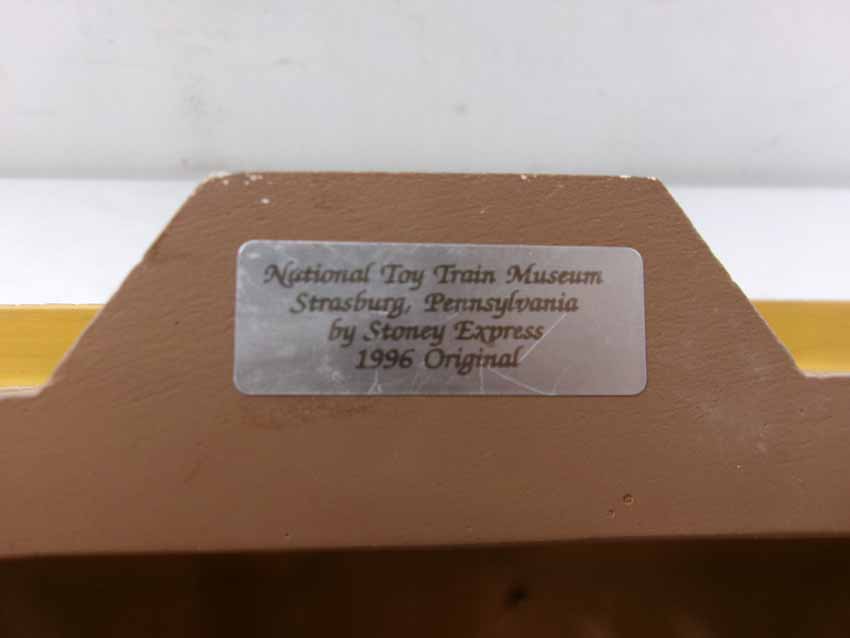 National Toy Train Museum
Strasburg, Pennsylvania
by Stoney Express
1996 Original